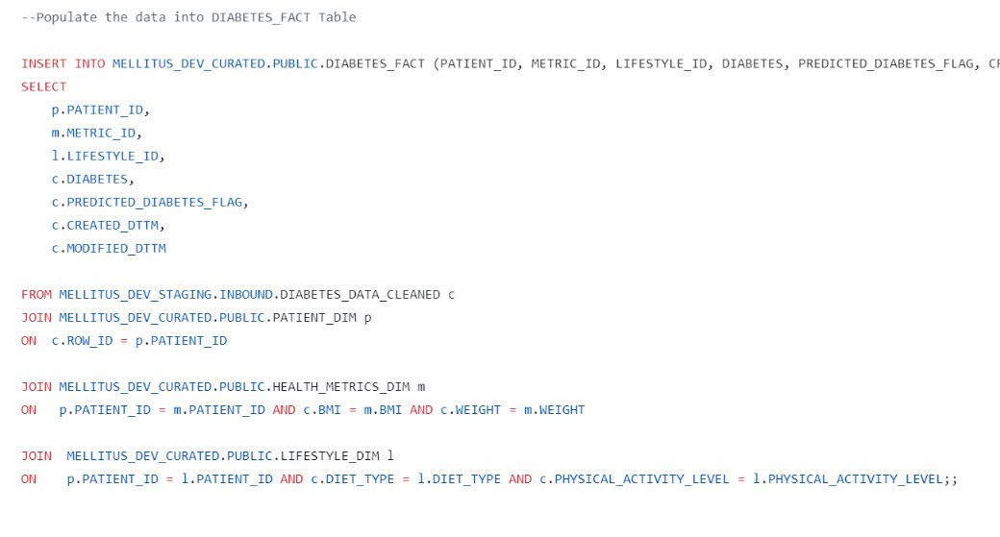 --Populate the data into DIABETES_FACT Table
INSERT INTO MELLITUS_DEV_CURATED.PUBLIC.DIABETES_FACT (PATIENT_ID, METRIC_ID, LIFESTYLE_ID, DIABETES, PREDICTED_DIABETES_FLAG, CR
SELECT
p.PATIENT_ID,
m.METRIC_ID,
l.LIFESTYLE_ID,
c.DIABETES,
c.PREDICTED_DIABETES_FLAG,
c.CREATED_DTTM,
c.MODIFIED_DTTM
FROM MELLITUS_DEV_STAGING.INBOUND.DIABETES_DATA_CLEANED c
JOIN MELLITUS_DEV_CURATED.PUBLIC.PATIENT_DIM p
ON c.ROW_ID = p.PATIENT_ID
JOIN MELLITUS_DEV_CURATED.PUBLIC.HEALTH_METRICS_DIM m
ON p.PATIENT_ID = m.PATIENT_ID AND c.BMI = m.BMI AND c.WEIGHT = m.WEIGHT
JOIN MELLITUS_DEV_CURATED.PUBLIC.LIFESTYLE_DIM l
ON p.PATIENT_ID = l.PATIENT_ID AND c.DIET_TYPE = l.DIET_TYPE AND c.PHYSICAL_ACTIVITY_LEVEL = l.PHYSICAL_ACTIVITY_LEVEL;;